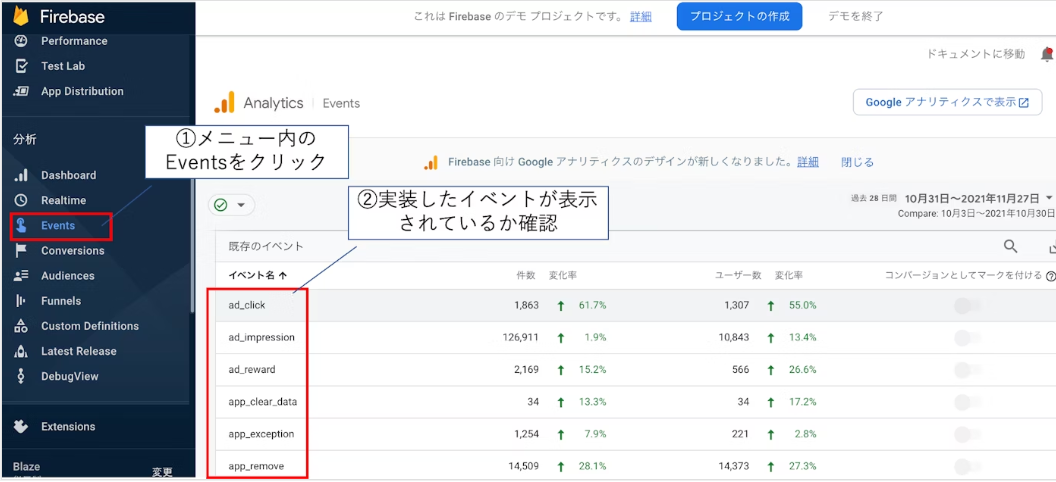 Firebase
これは Firebase のデモ プロジェクトです。 詳細
プロジェクトの作成
デモを終了
Performance
Test Lab
App Distribution
分析
Dashboard
Realtime
Events
Conversions
Audiences
Funnels
Custom Definitions
Latest Release
DebugView
Extensions
Blaze
変更
ドキュメントに移動
Analytics Events
Google アナリティクスで表示
①メニュー内の
Eventsをクリック
Firebase 向け Google アナリティクスのデザインが新しくなりました。 詳細 閉じる
②実装したイベントが表示
されているか確認
過去 28 日間 10月31日～2021年11月27日
Compare: 10月3日～2021年10月30日
既存のイベント
イベント名 件数 変化率 ユーザー数 変化率 コンバージョンとしてマークを付ける
ad_click 1,863 61.7% 1,307 55.0%
ad_impression 126,911 1.9% 10,843 13.4%
ad_reward 2,169 15.2% 566 26.6%
app_clear_data 34 13.3% 34 17.2%
app_exception 1,254 7.9% 221 2.8%
app_remove 14,509 28.1% 14,373 27.3%